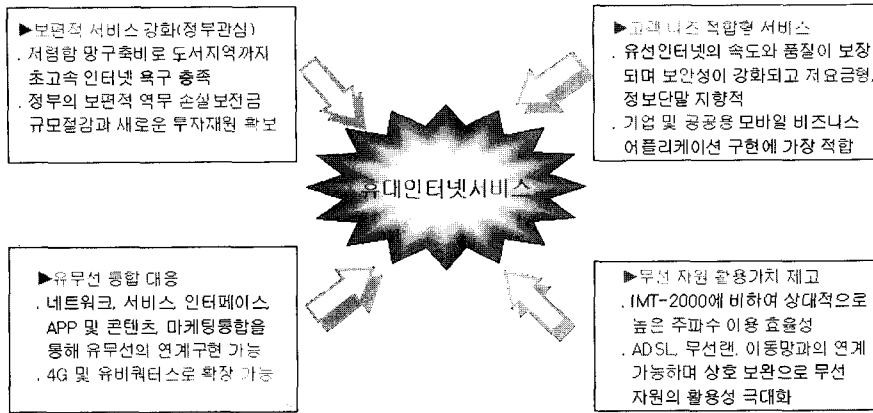 ▶보편적 서비스 강화(정부관심)
. 저렴함 망구축비로 도서지역까지
초고속 인터넷 욕구 충족
. 정부의 보편적 역무 손실보전금
규모절감과 새로운 투자재원 확보
▶고객 니즈 적합형 서비스
. 유선인터넷의 속도와 품질이 보장
되며 보안성이 강화되고 저요금형,
정보단말 지향적
. 기업 및 공공용 모바일 비즈니스
어플리케이션 구현에 가장 적합
휴대인터넷서비스
▶유무선 통합 대응
. 네트워크, 서비스, 인터페이스,
APP 및 콘텐츠, 마케팅통합을
통해 유무선의 연계구현 가능
. 4G 및 유비쿼터스로 확장 가능
▶무선 자원 활용가치 제고
. IMT-2000에 비하여 상대적으로
높은 주파수 이용 효율성
. ADSL, 무선랜, 이동망과의 연계
가능하며 상호 보완으로 무선
자원의 활용성 극대화